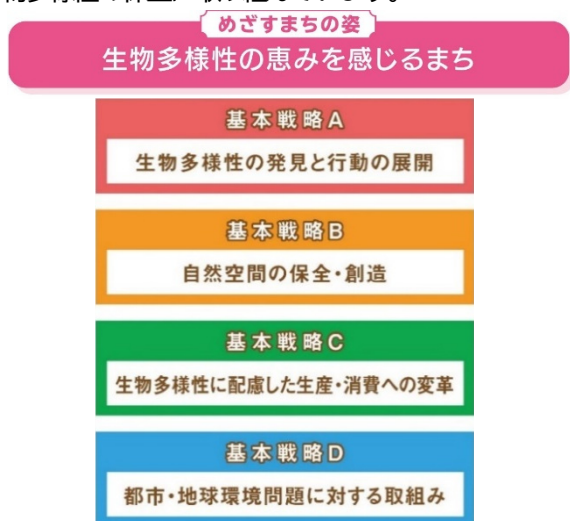 めざすまちの姿
生物多様性の恵みを感じるまち
基本戦略A
生物多様性の発見と行動の展開
基本戦略B
自然空間の保全・創造
基本戦略C
生物多様性に配慮した生産・消費への変革
基本戦略D
都市・地球環境問題に対する取組み